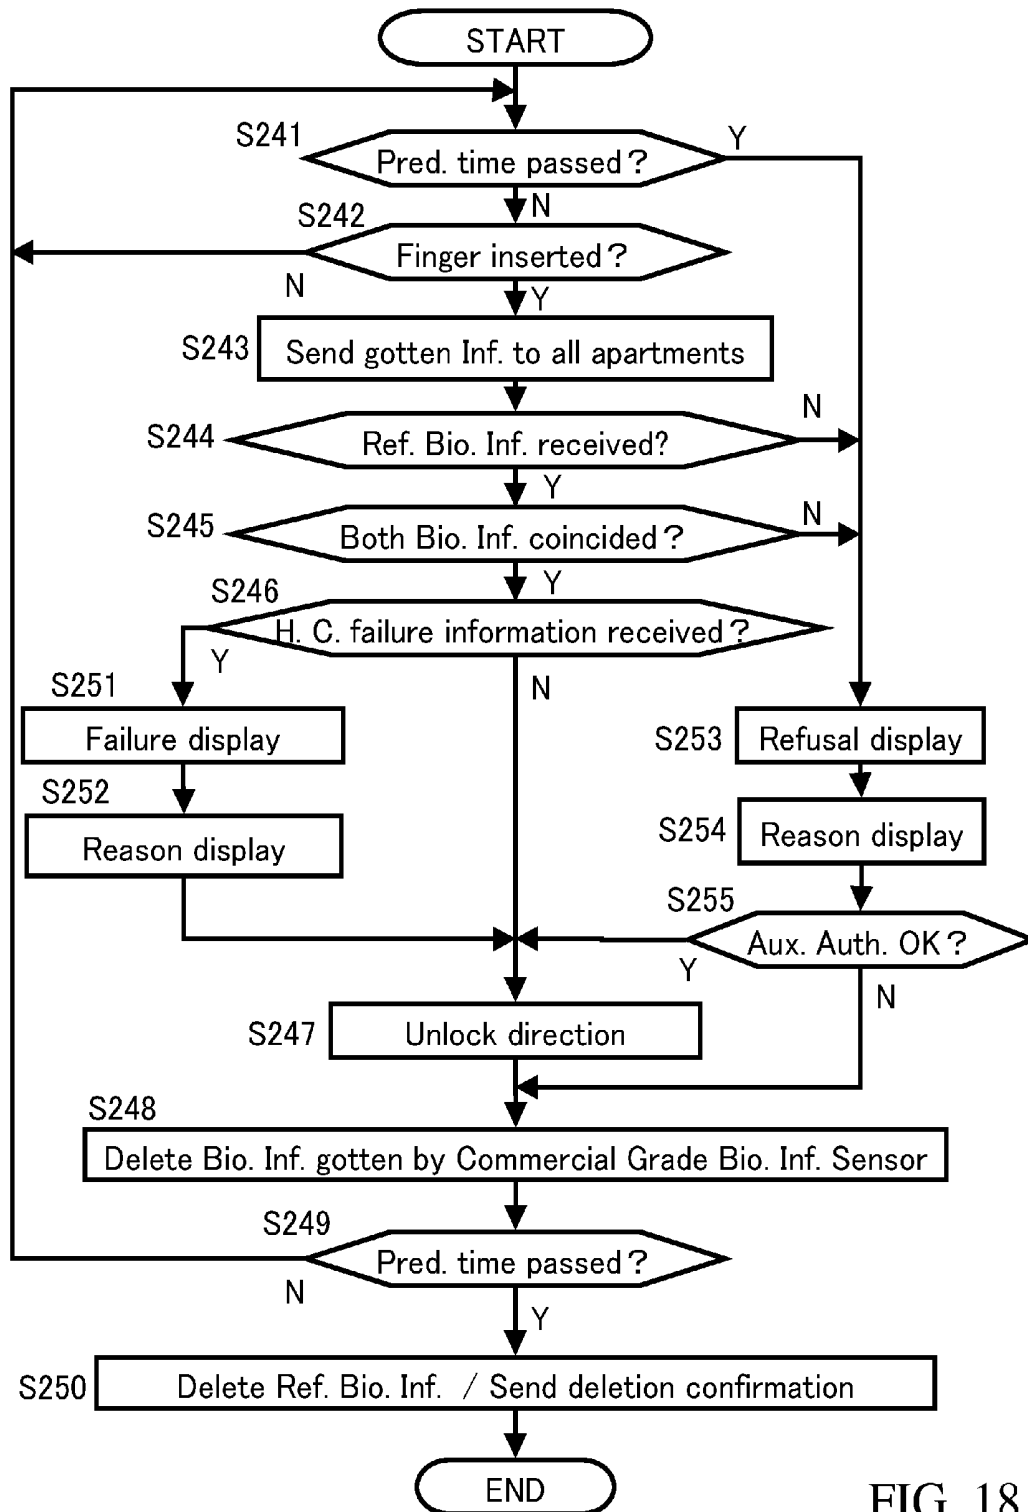 START
S241
Pred. time passed?
Y
N
S242
Finger inserted?
N
Y
S243
Send gotten Inf. to all apartments
S244
Ref. Bio. Inf. received?
N
Y
S245
Both Bio. Inf. coincided?
N
Y
S246
H. C. failure information received?
Y
N
S251
Failure display
S253
Refusal display
S252
Reason display
S254
Reason display
S255
Aux. Auth. OK?
Y
N
S247
Unlock direction
S248
Delete Bio. Inf. gotten by Commercial Grade Bio. Inf. Sensor
S249
Pred. time passed?
N
Y
S250
Delete Ref. Bio. Inf. / Send deletion confirmation
END
FIG. 18